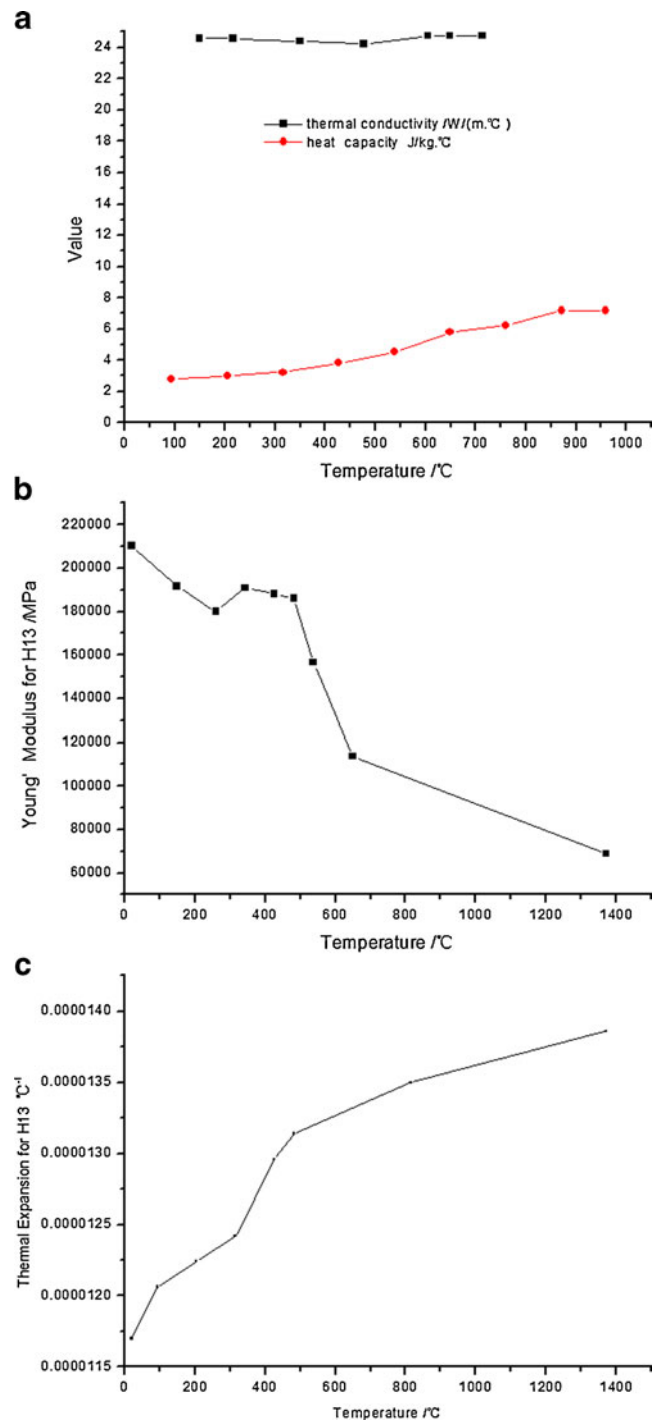 a
24
22
20
18
16
14
12
10
8
6
4
2
0
Value
thermal conductivity /W/(m.℃)
heat capacity J/kg.℃
0 100 200 300 400 500 600 700 800 900 1000
Temperature /℃
b
220000
200000
180000
160000
140000
120000
100000
80000
60000
Young' Modulus for H13 /MPa
0 200 400 600 800 1000 1200 1400
Temperature /℃
c
0.0000140
0.0000135
0.0000130
0.0000125
0.0000120
0.0000115
Thermal Expansion for H13 ℃⁻¹
0 200 400 600 800 1000 1200 1400
Temperature /℃